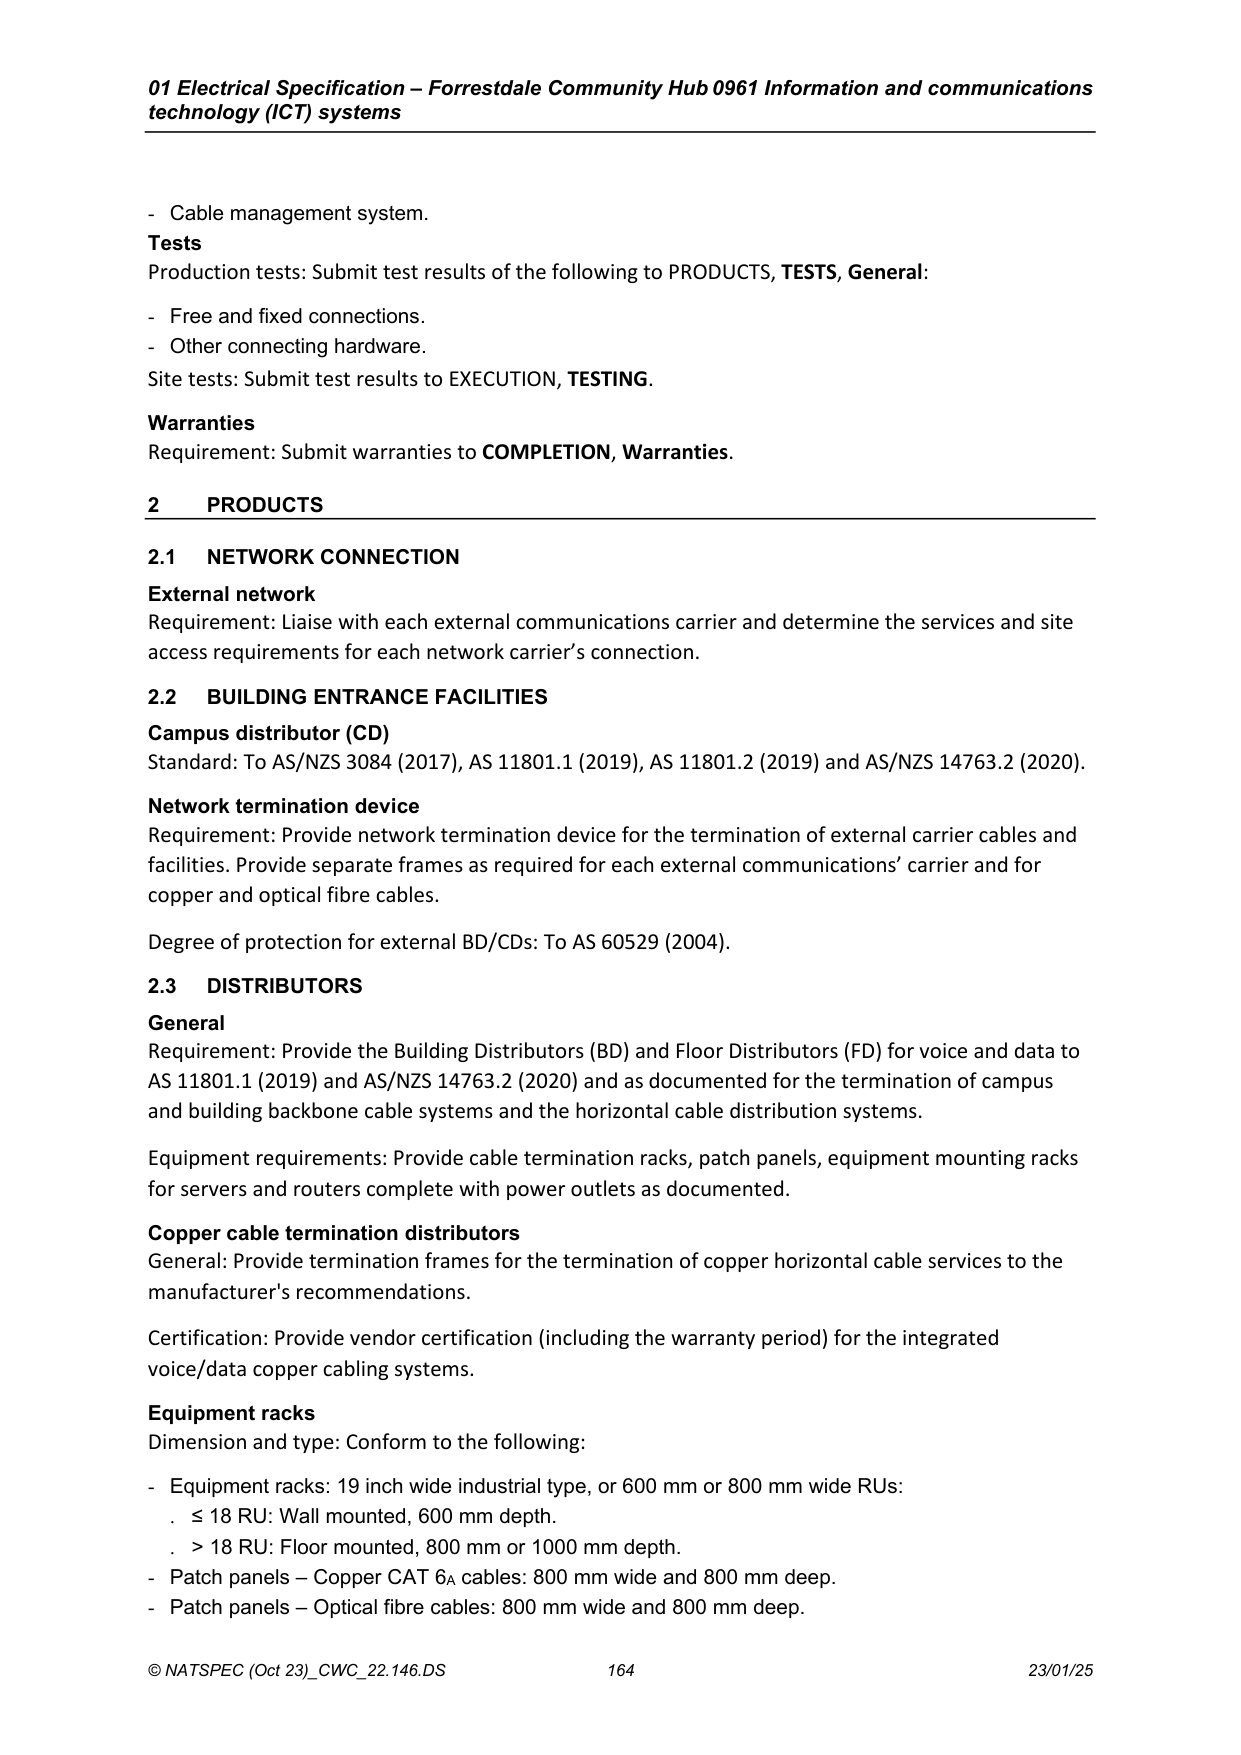 01 Electrical Specification – Forrestdale Community Hub 0961 Information and communications
technology (ICT) systems
- Cable management system.
Tests
Production tests: Submit test results of the following to PRODUCTS, TESTS, General:
- Free and fixed connections.
- Other connecting hardware.
Site tests: Submit test results to EXECUTION, TESTING.
Warranties
Requirement: Submit warranties to COMPLETION, Warranties.
2 PRODUCTS
2.1 NETWORK CONNECTION
External network
Requirement: Liaise with each external communications carrier and determine the services and site
access requirements for each network carrier’s connection.
2.2 BUILDING ENTRANCE FACILITIES
Campus distributor (CD)
Standard: To AS/NZS 3084 (2017), AS 11801.1 (2019), AS 11801.2 (2019) and AS/NZS 14763.2 (2020).
Network termination device
Requirement: Provide network termination device for the termination of external carrier cables and
facilities. Provide separate frames as required for each external communications’ carrier and for
copper and optical fibre cables.
Degree of protection for external BD/CDs: To AS 60529 (2004).
2.3 DISTRIBUTORS
General
Requirement: Provide the Building Distributors (BD) and Floor Distributors (FD) for voice and data to
AS 11801.1 (2019) and AS/NZS 14763.2 (2020) and as documented for the termination of campus
and building backbone cable systems and the horizontal cable distribution systems.
Equipment requirements: Provide cable termination racks, patch panels, equipment mounting racks
for servers and routers complete with power outlets as documented.
Copper cable termination distributors
General: Provide termination frames for the termination of copper horizontal cable services to the
manufacturer's recommendations.
Certification: Provide vendor certification (including the warranty period) for the integrated
voice/data copper cabling systems.
Equipment racks
Dimension and type: Conform to the following:
- Equipment racks: 19 inch wide industrial type, or 600 mm or 800 mm wide RUs:
. ≤ 18 RU: Wall mounted, 600 mm depth.
. > 18 RU: Floor mounted, 800 mm or 1000 mm depth.
- Patch panels – Copper CAT 6A cables: 800 mm wide and 800 mm deep.
- Patch panels – Optical fibre cables: 800 mm wide and 800 mm deep.
© NATSPEC (Oct 23)_CWC_22.146.DS 164 23/01/25